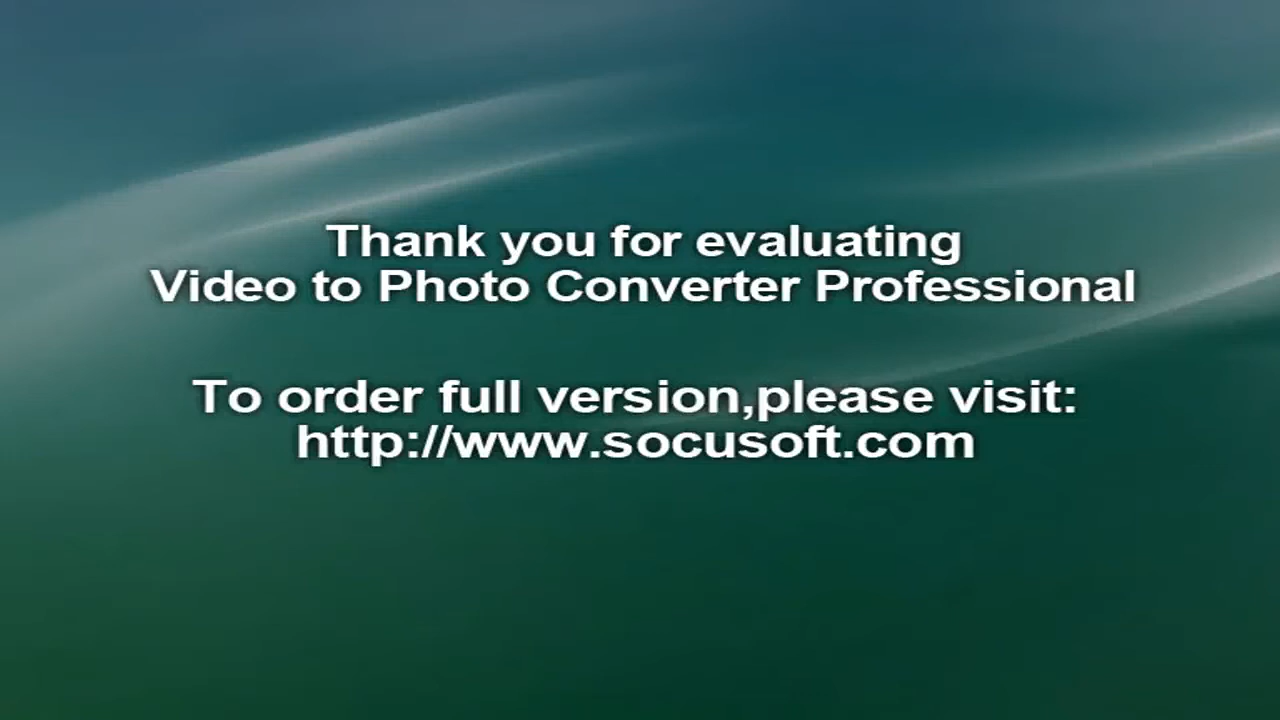 Thank you for evaluating
Video to Photo Converter Professional
To order full version,please visit:
http://www.socusoft.com